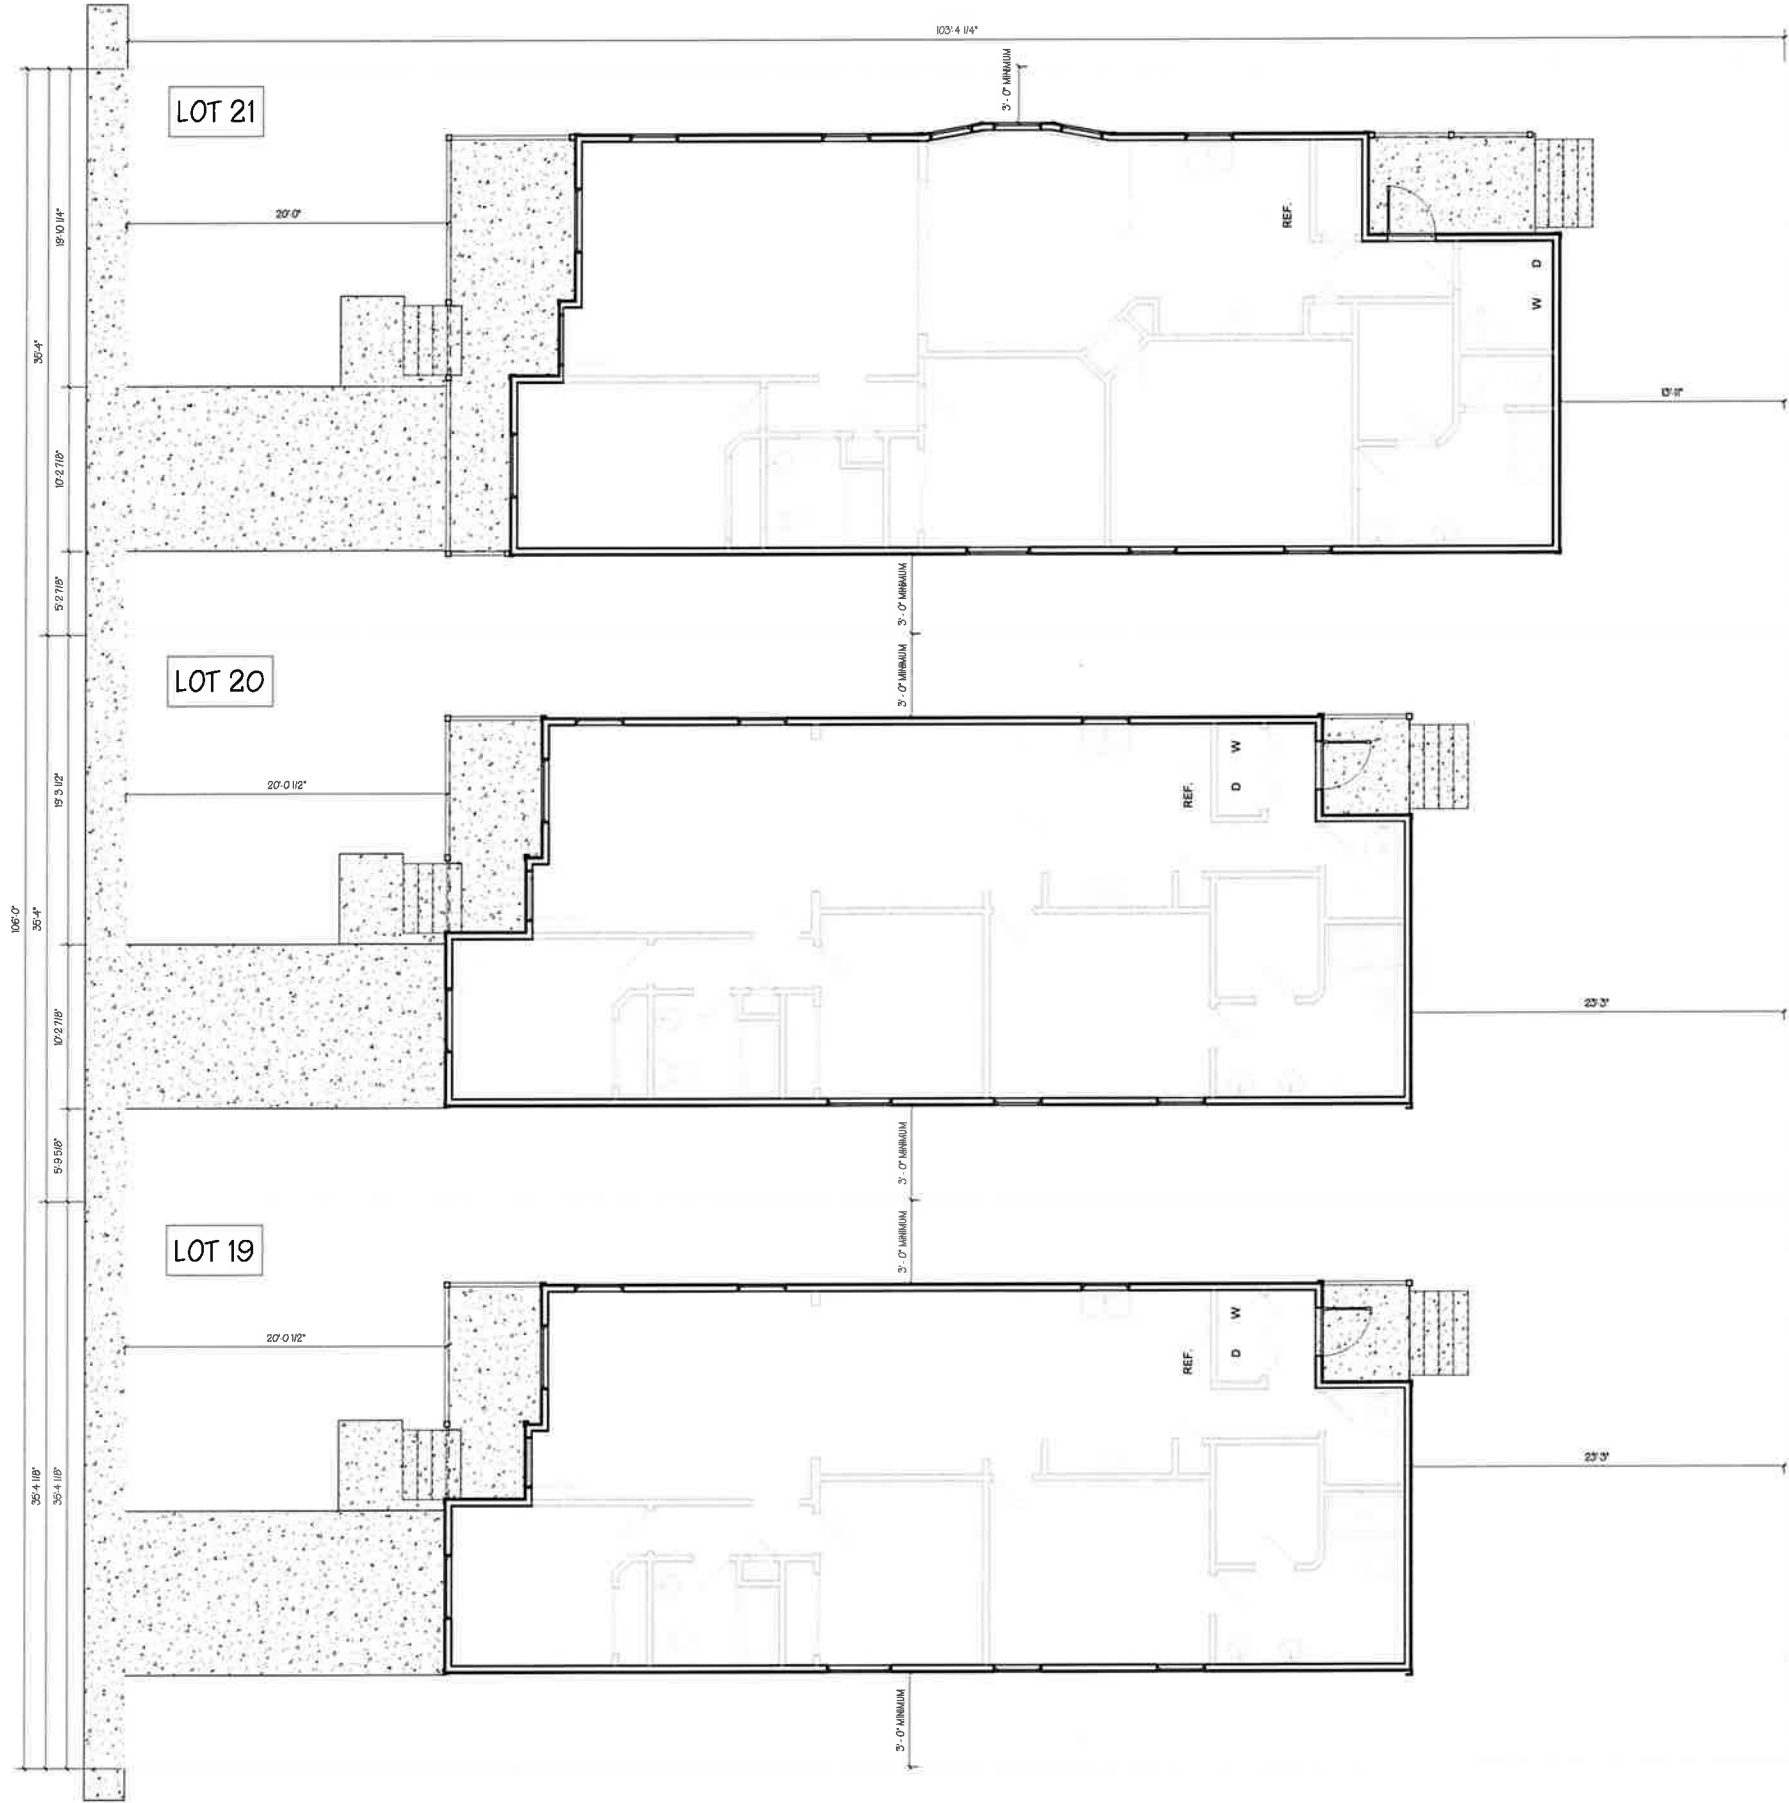 103'-4 1/4"
3'- 0" MINIMUM
LOT 21
20'-0"
19'-10 1/4"
REF.
D
W
35'-4"
13'-11"
10'-2 7/8"
5'-2 7/8"
3'- 0" MINIMUM
3'- 0" MINIMUM
LOT 20
20'-0 1/2"
19'-3 1/2"
REF.
W
D
106'-0"
35'-4"
23'-3"
10'-2 7/8"
5'-9 5/8"
3'- 0" MINIMUM
3'- 0" MINIMUM
LOT 19
20'-0 1/2"
REF.
W
D
35'-4 1/8"
35'-4 1/8"
23'-3"
3'- 0" MINIMUM